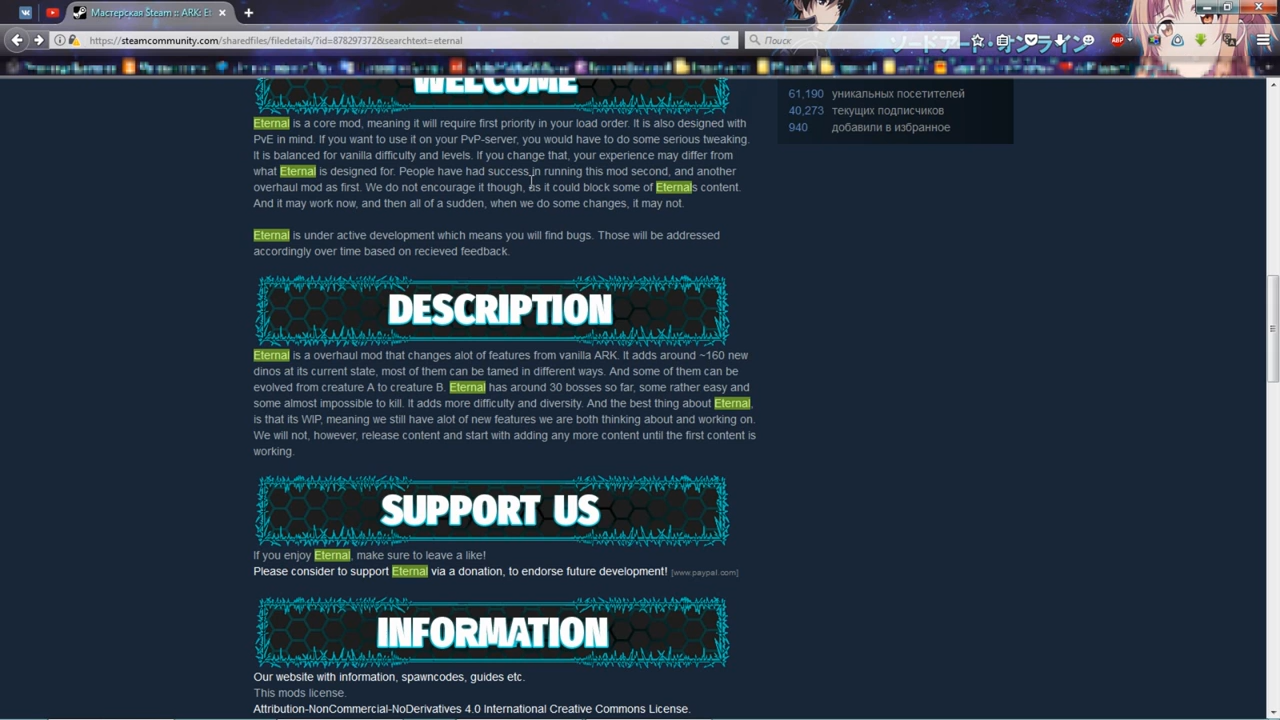 Мастерская Steam :: ARK: E
https://steamcommunity.com/sharedfiles/filedetails/?id=878297372&searchtext=eternal
Поиск
ソードアート・オンライン
ABP
WELCOME
Eternal is a core mod, meaning it will require first priority in your load order. It is also designed with
PvE in mind. If you want to use it on your PvP-server, you would have to do some serious tweaking.
It is balanced for vanilla difficulty and levels. If you change that, your experience may differ from
what Eternal is designed for. People have had success in running this mod second, and another
overhaul mod as first. We do not encourage it though, as it could block some of Eternals content.
And it may work now, and then all of a sudden, when we do some changes, it may not.
Eternal is under active development which means you will find bugs. Those will be addressed
accordingly over time based on recieved feedback.
61,190 уникальных посетителей
40,273 текущих подписчиков
940 добавили в избранное
DESCRIPTION
Eternal is a overhaul mod that changes alot of features from vanilla ARK. It adds around ~160 new
dinos at its current state, most of them can be tamed in different ways. And some of them can be
evolved from creature A to creature B. Eternal has around 30 bosses so far, some rather easy and
some almost impossible to kill. It adds more difficulty and diversity. And the best thing about Eternal,
is that its WIP, meaning we still have alot of new features we are both thinking about and working on.
We will not, however, release content and start with adding any more content until the first content is
working.
SUPPORT US
If you enjoy Eternal, make sure to leave a like!
Please consider to support Eternal via a donation, to endorse future development! [www.paypal.com]
INFORMATION
Our website with information, spawncodes, guides etc.
This mods license.
Attribution-NonCommercial-NoDerivatives 4.0 International Creative Commons License.